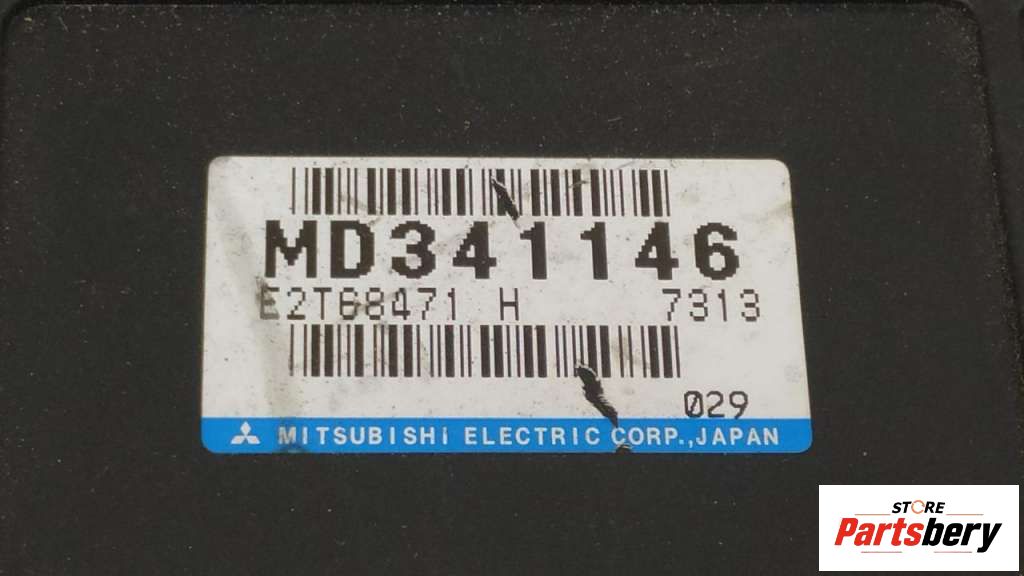 MD341146
E2T68471 H 7313
029
MITSUBISHI ELECTRIC CORP.,JAPAN
STORE
Partsbery